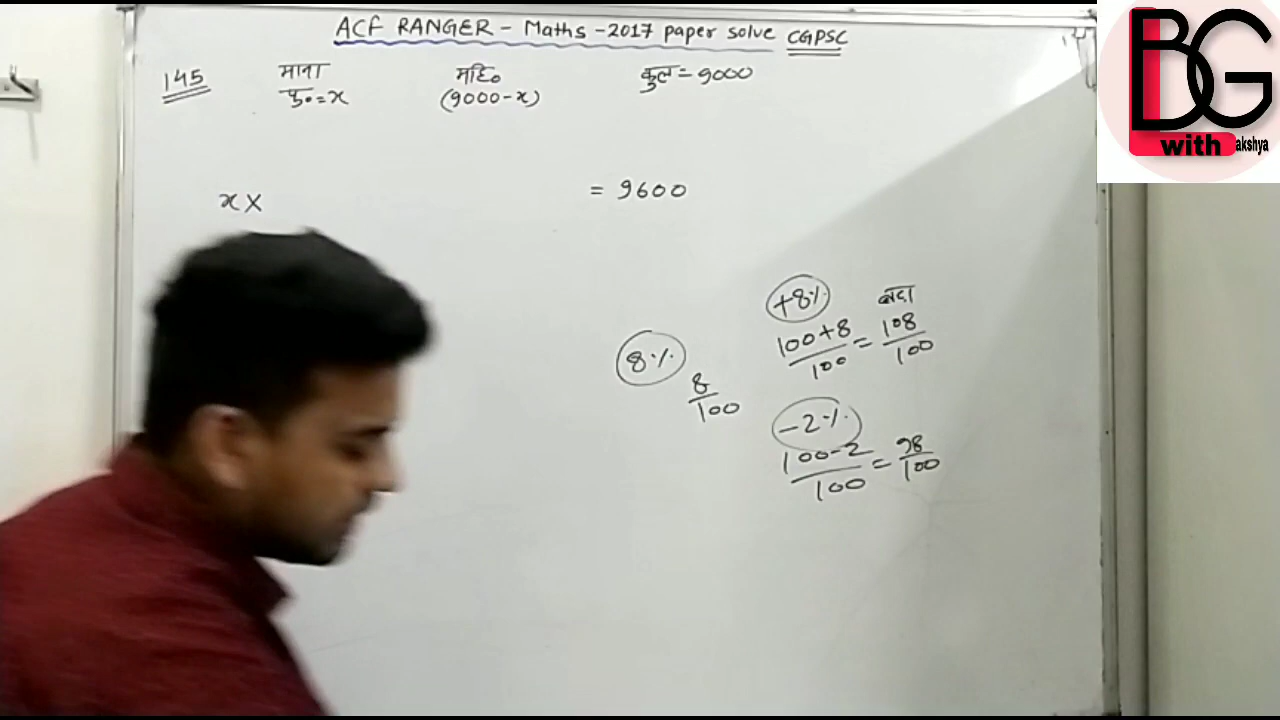 ACF RANGER - Maths - 2017 paper solve CGPSC
145 माना महि० कुल = 9000
पु० = x (9000-x)
x × = 9600
+8% बढ़ा
100+8/100 = 108/100
8% 8/100
-2%
100-2/100 = 98/100
BG
with akshya